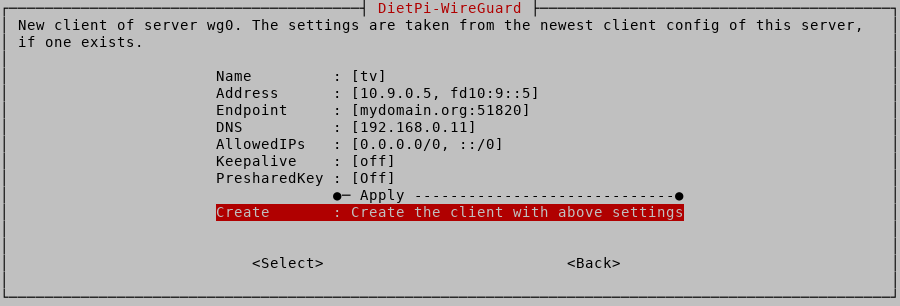 DietPi-WireGuard
New client of server wg0. The settings are taken from the newest client config of this server,
if one exists.
Name : [tv]
Address : [10.9.0.5, fd10:9::5]
Endpoint : [mydomain.org:51820]
DNS : [192.168.0.11]
AllowedIPs : [0.0.0.0/0, ::/0]
Keepalive : [off]
PresharedKey : [Off]
●─ Apply -----------------------------●
Create : Create the client with above settings
<Select> <Back>